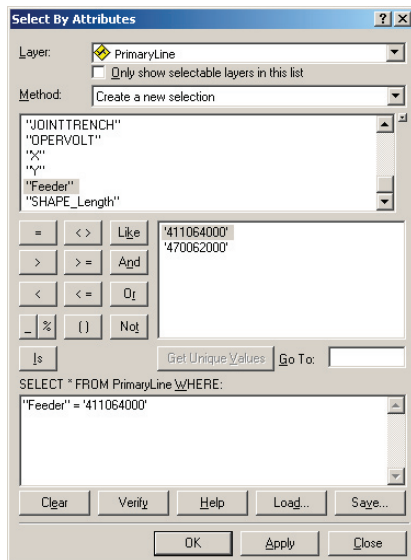 Select By Attributes
Layer: PrimaryLine
Only show selectable layers in this list
Method: Create a new selection
"JOINTTRENCH"
"OPERVOLT"
"X"
"Y"
"Feeder"
"SHAPE_Length"
= < > Like
'411064000'
'470062000'
> > = And
< < = Or
_ % ( ) Not
Is Get Unique Values Go To:
SELECT * FROM PrimaryLine WHERE:
"Feeder" = '411064000'
Clear Verify Help Load... Save...
OK Apply Close